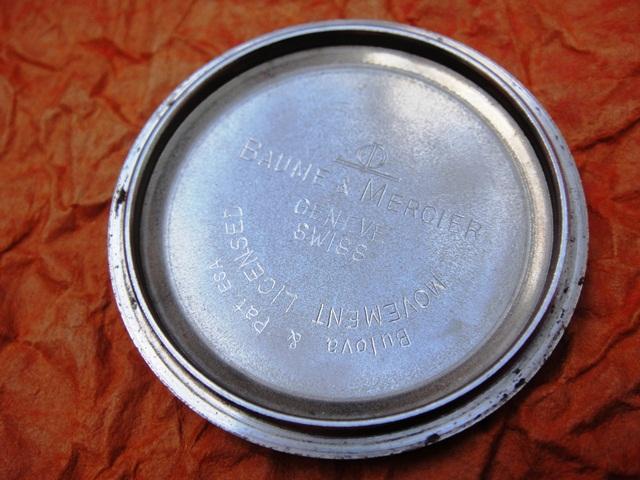 BAUME & MERCIER
GENEVE
SWISS
MOVEMENT LICENSED
Bulova & PAT ESA